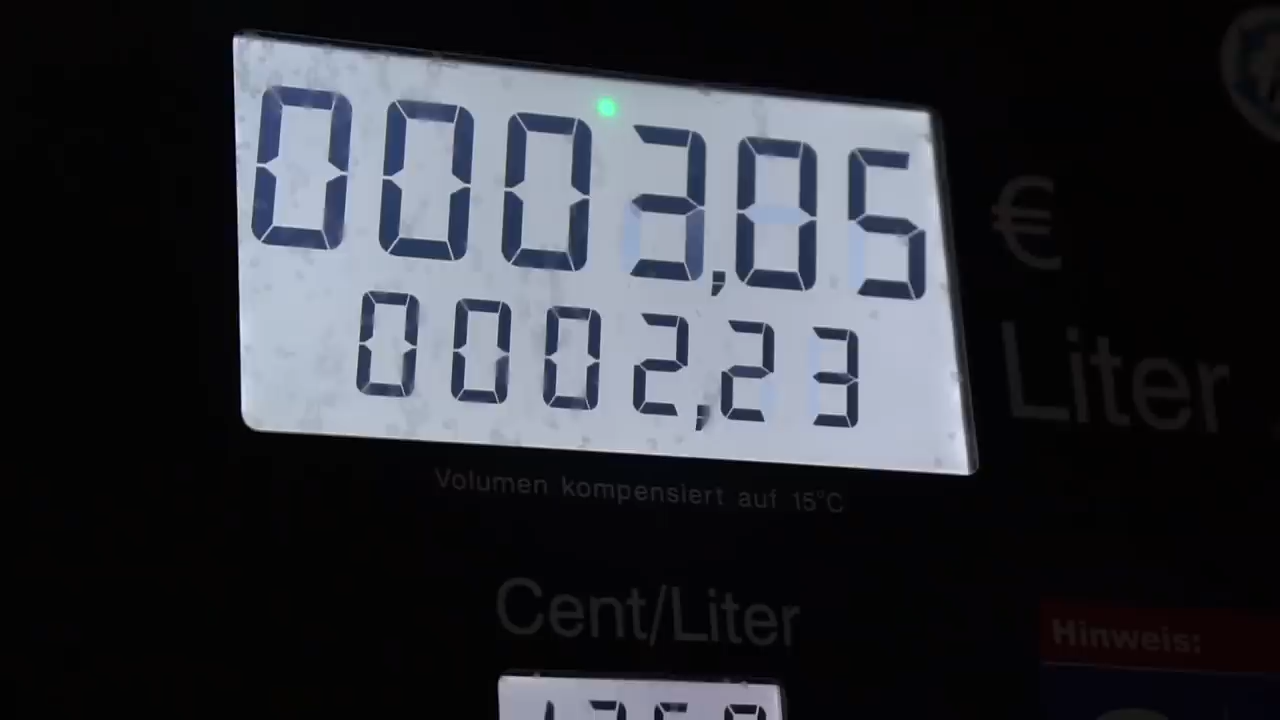 0003,05 €
0002,23 Liter
Volumen kompensiert auf 15°C
Cent/Liter
Hinweis: